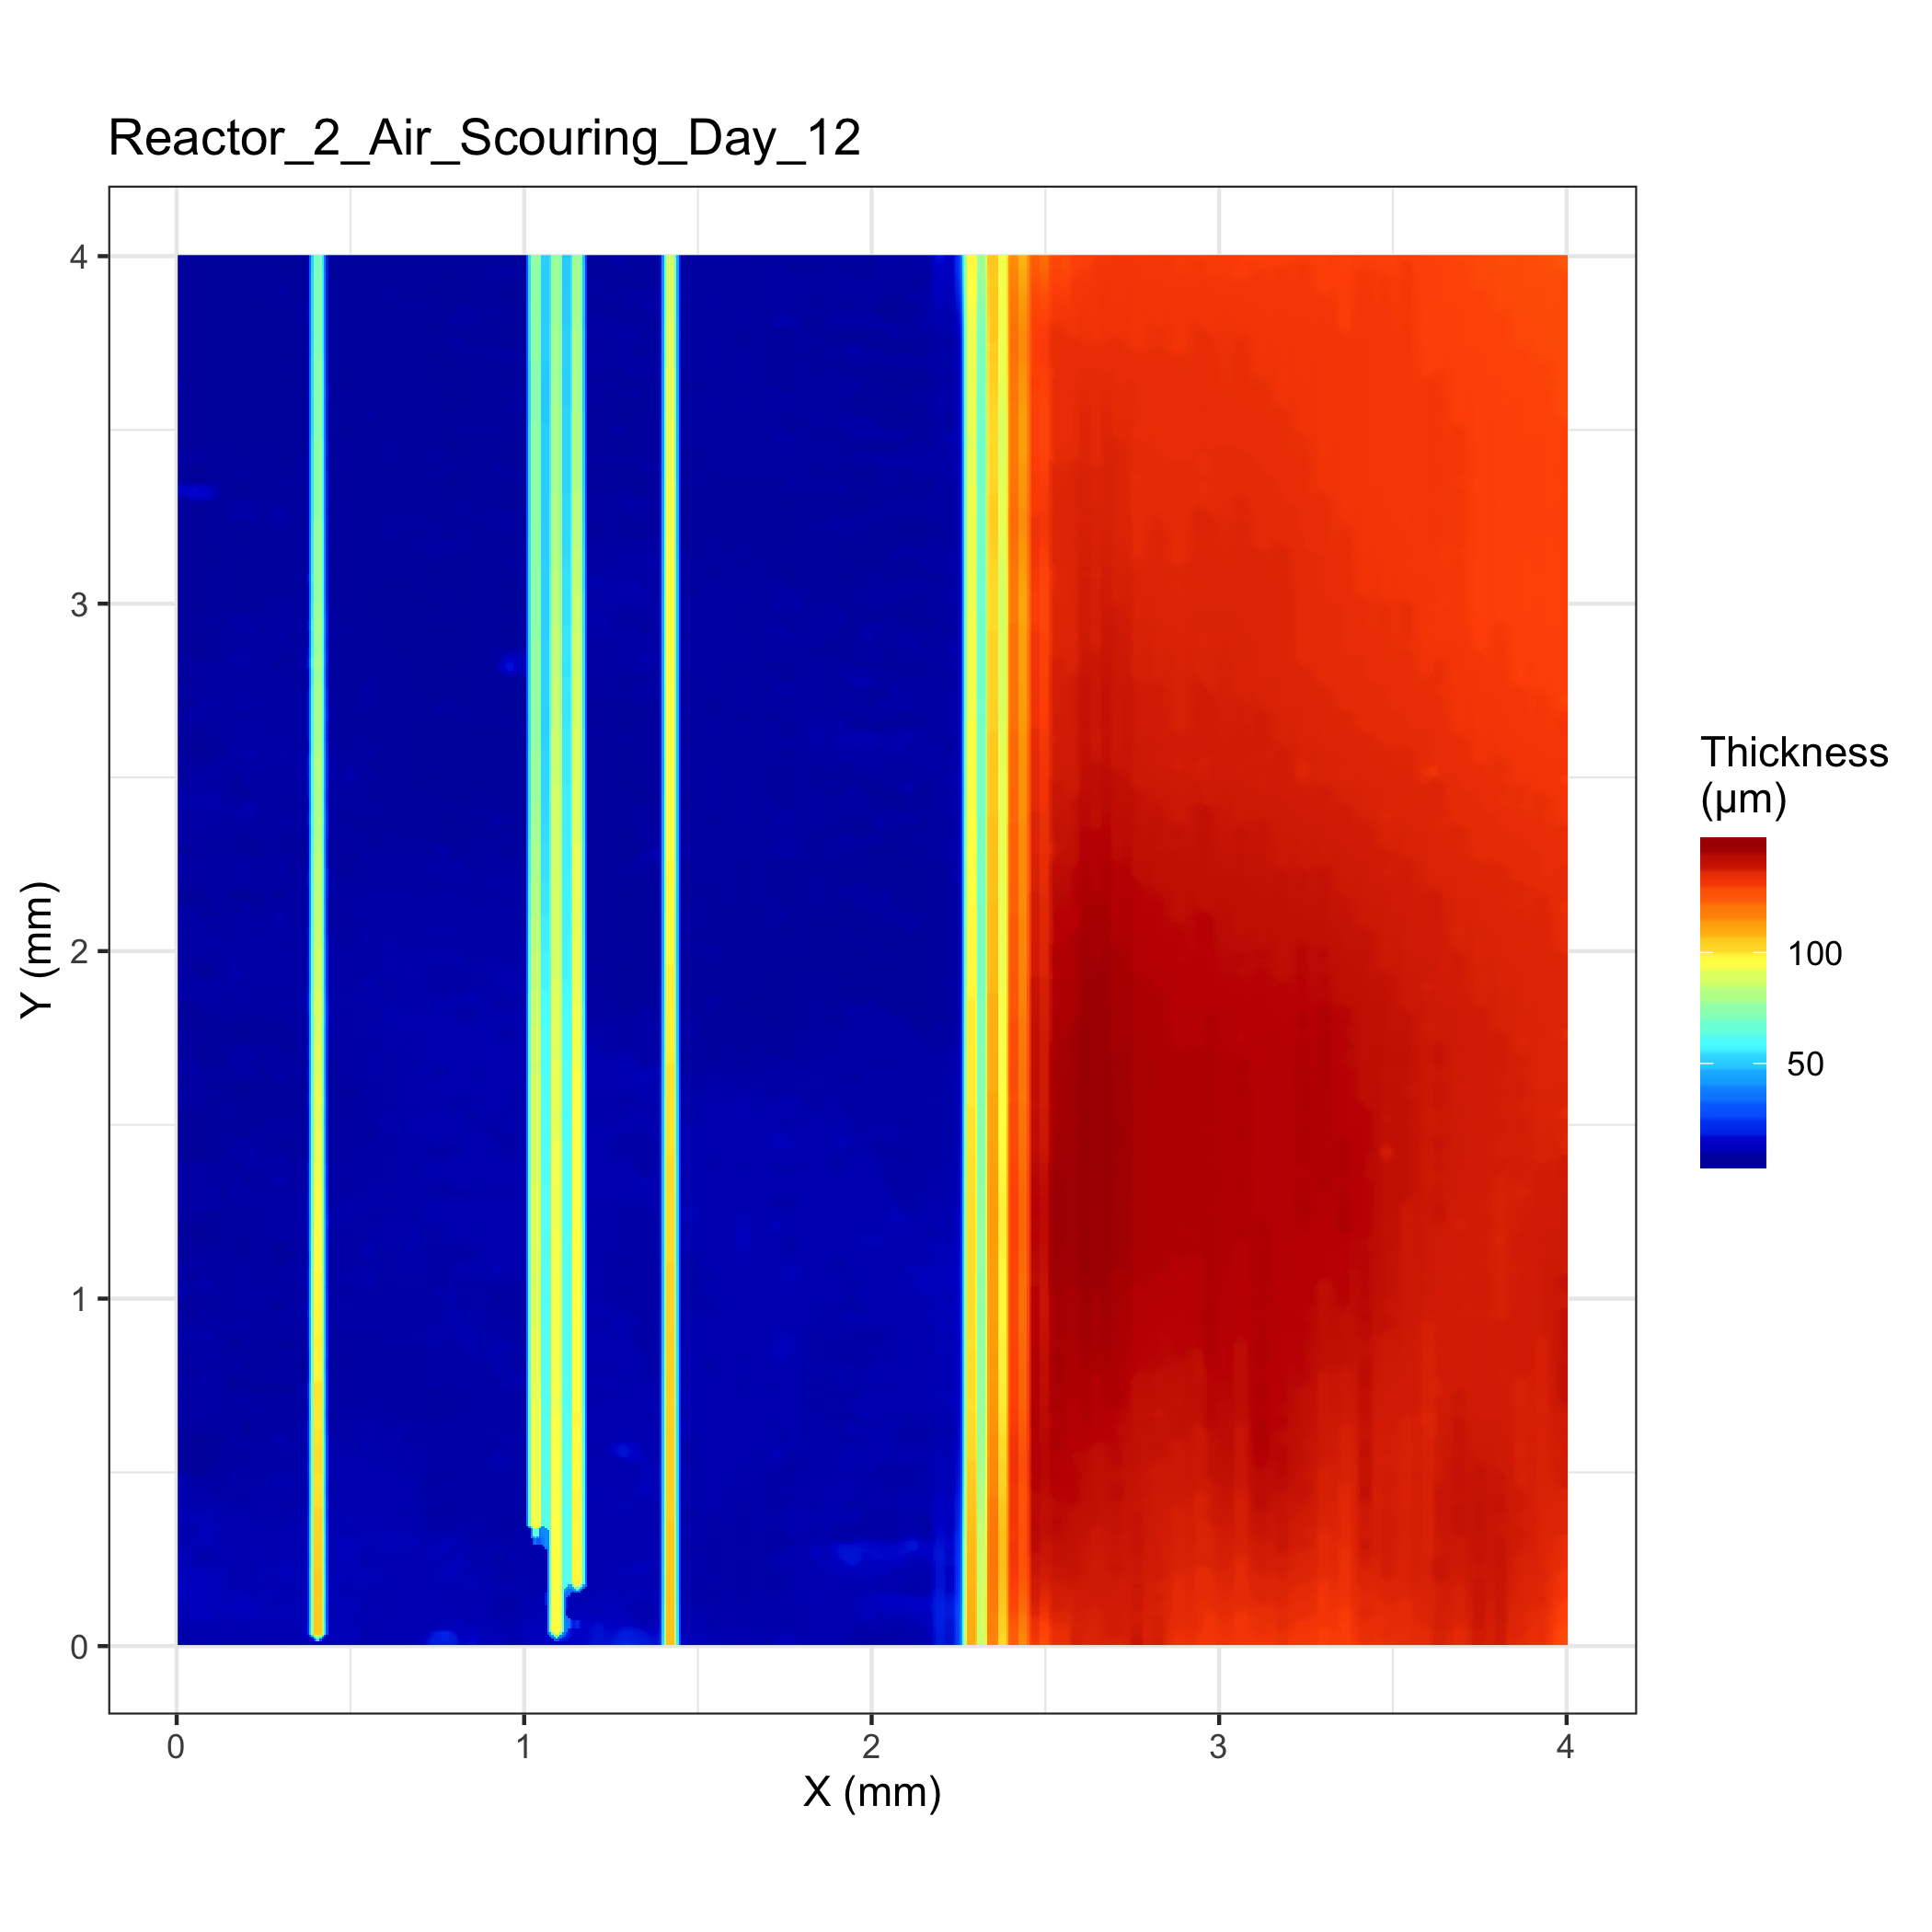 Reactor_2_Air_Scouring_Day_12
4
3
2
1
0
Y (mm)
0 1 2 3 4
X (mm)
Thickness
(µm)
100
50